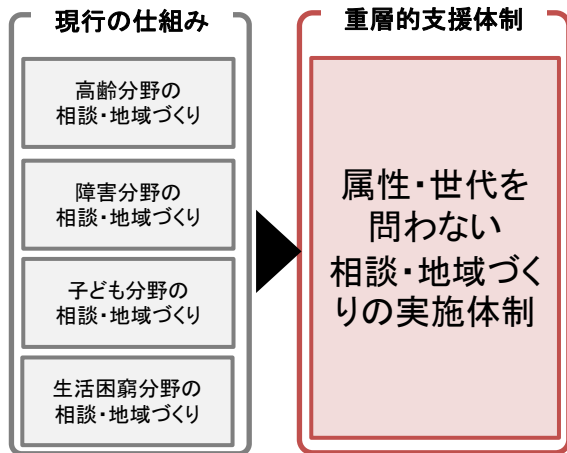 現行の仕組み
高齢分野の
相談・地域づくり
障害分野の
相談・地域づくり
子ども分野の
相談・地域づくり
生活困窮分野の
相談・地域づくり
重層的支援体制
属性・世代を
問わない
相談・地域づく
りの実施体制